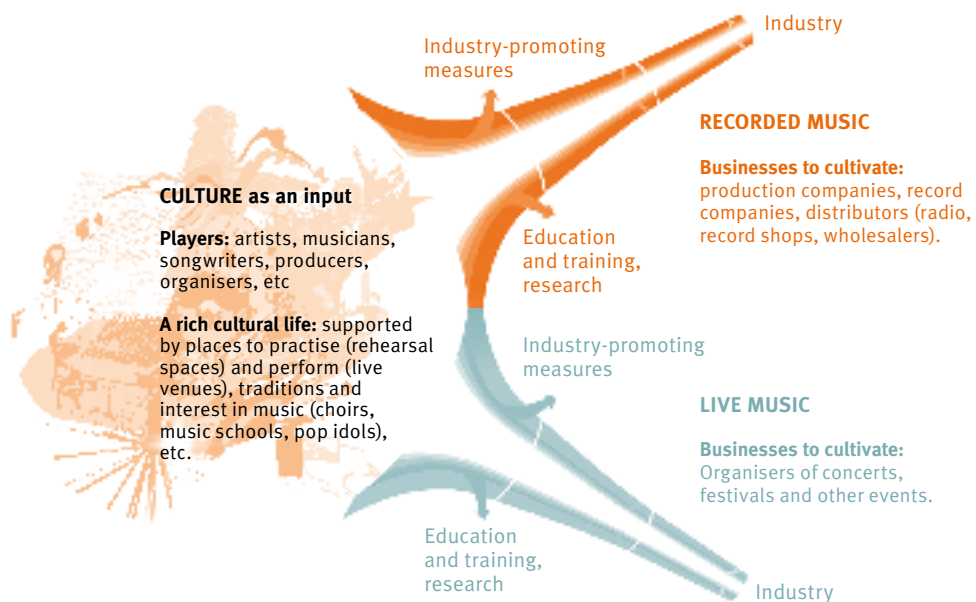 Industry
Industry-promoting
measures
RECORDED MUSIC
Businesses to cultivate:
production companies, record
companies, distributors (radio,
record shops, wholesalers).
CULTURE as an input
Players: artists, musicians,
songwriters, producers,
organisers, etc
A rich cultural life: supported
by places to practise (rehearsal
spaces) and perform (live
venues), traditions and
interest in music (choirs,
music schools, pop idols),
etc.
Education
and training,
research
Industry-promoting
measures
LIVE MUSIC
Businesses to cultivate:
Organisers of concerts,
festivals and other events.
Education
and training,
research
Industry